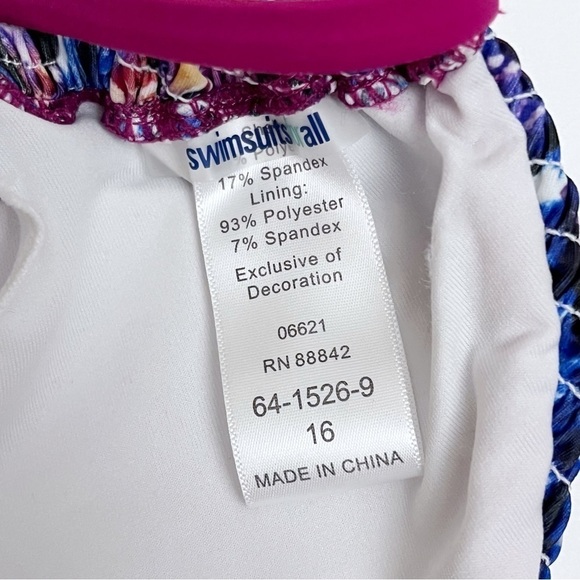 swimsuitsforall
17% Spandex
Lining:
93% Polyester
7% Spandex
Exclusive of
Decoration
06621
RN 88842
64-1526-9
16
MADE IN CHINA